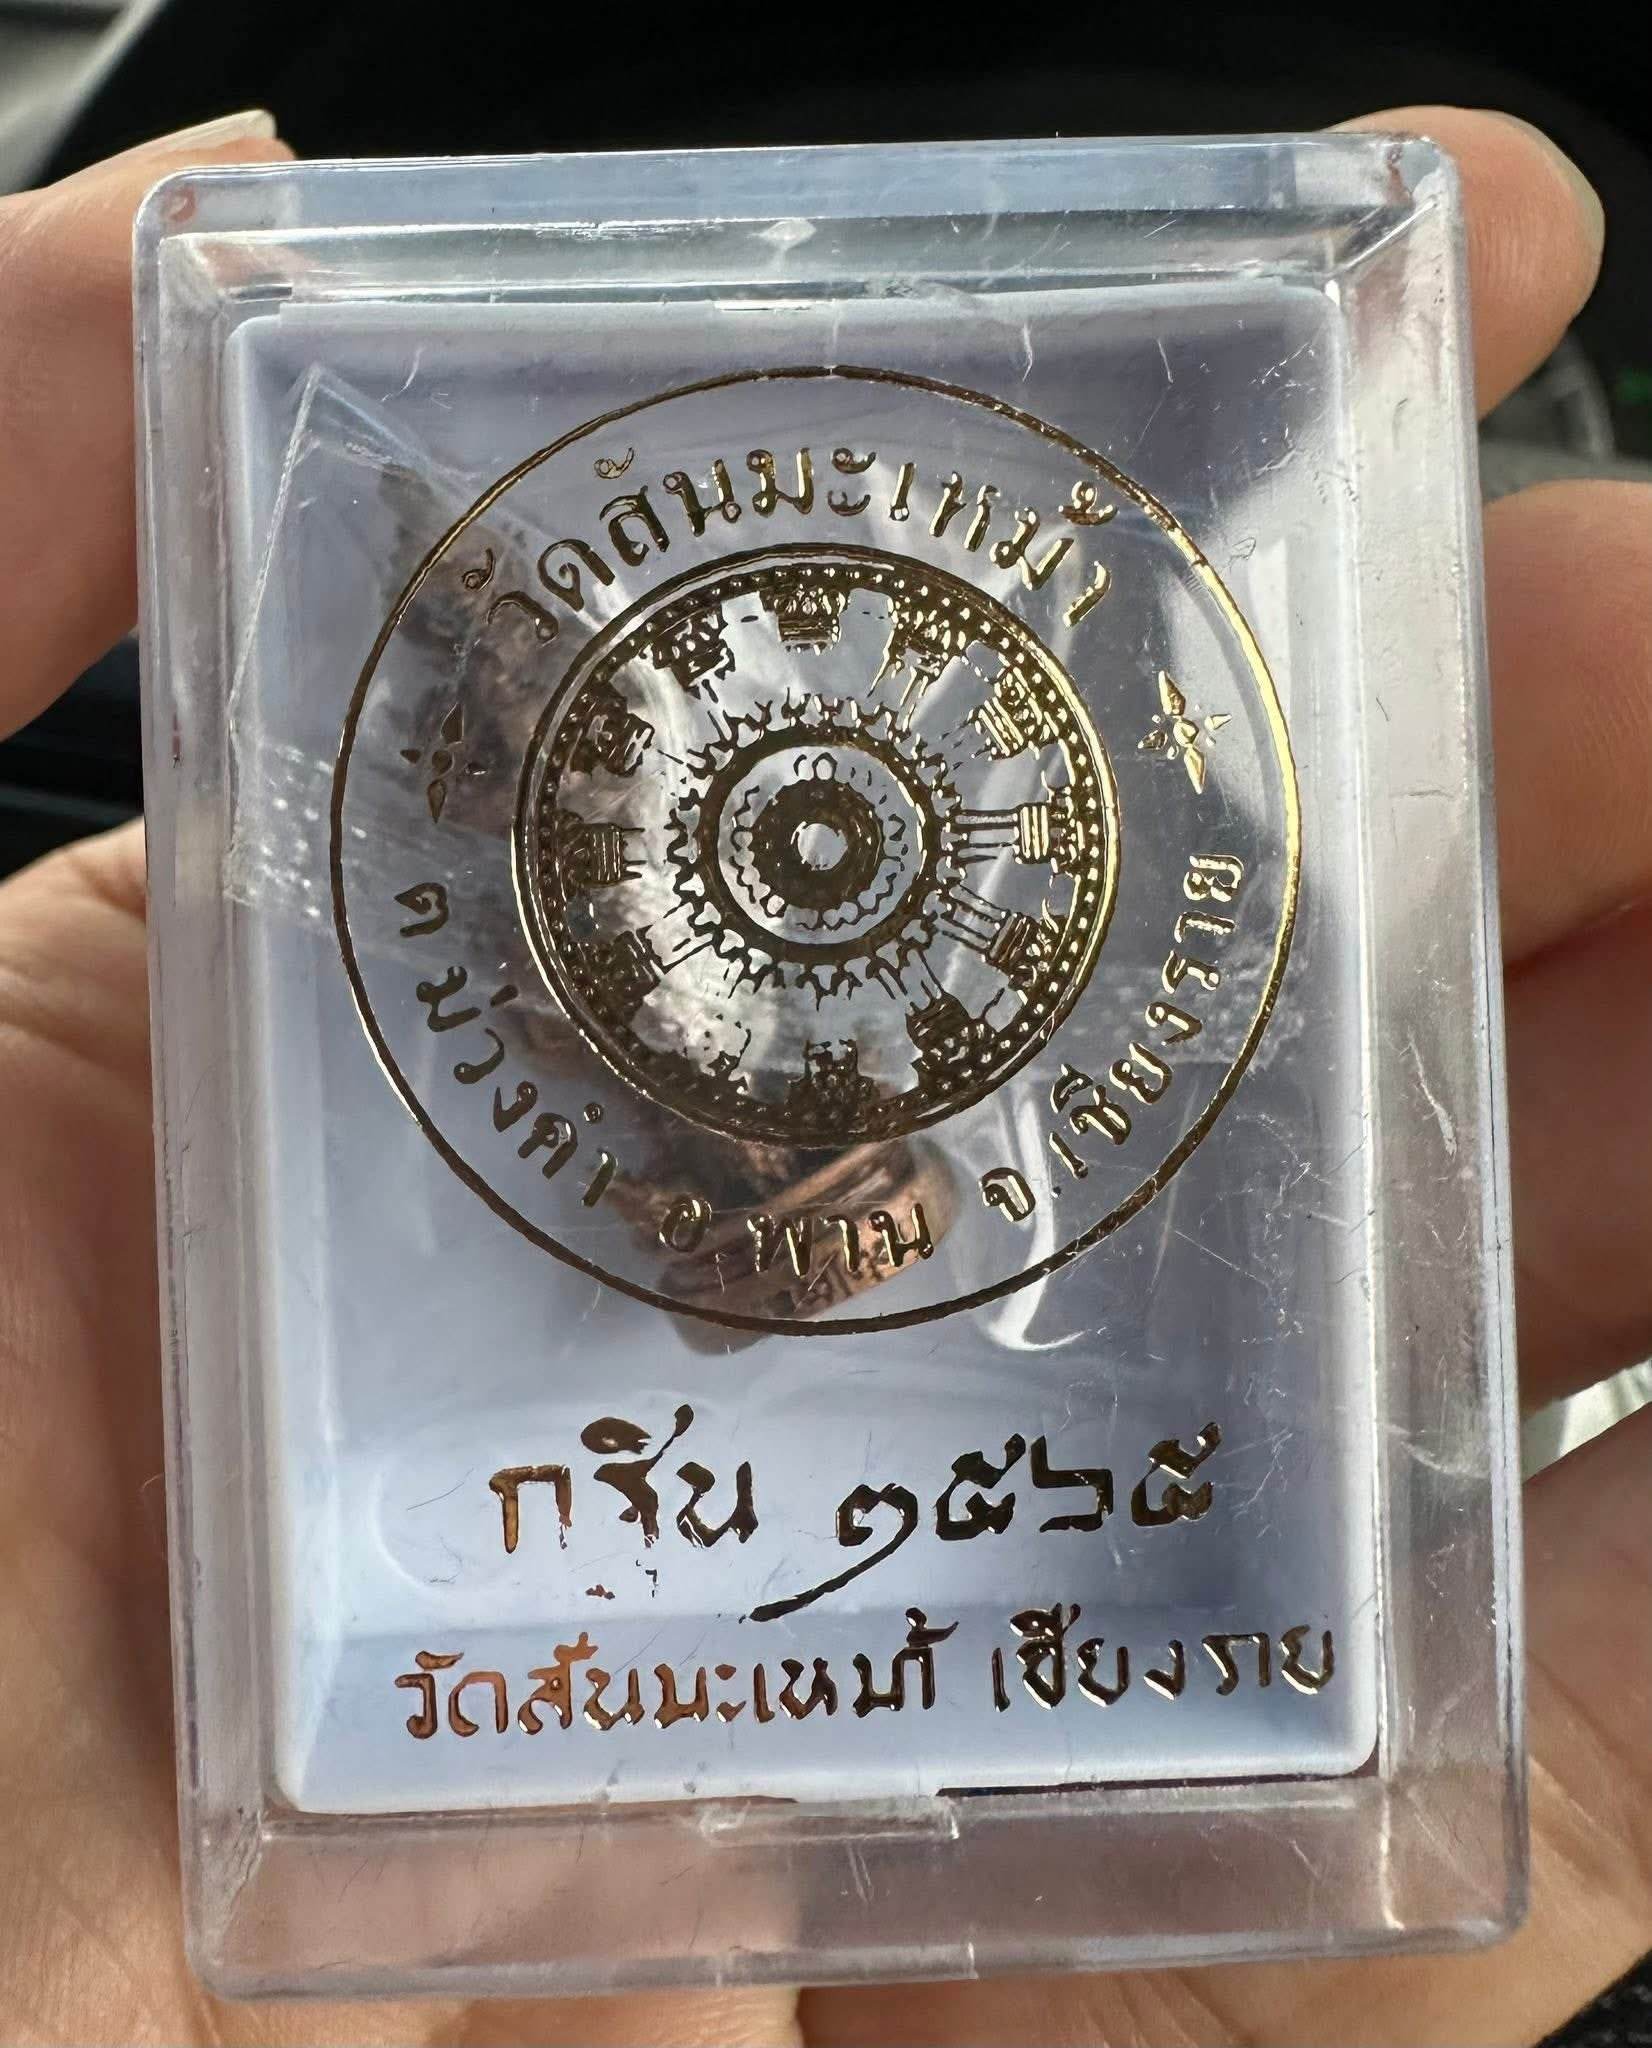 วัดสันมะเหม้า
ต.ม่วงคำ อ.พาน จ.เชียงราย
กฐิน ๒๕๖๕
วัดสันมะเหม้า เชียงราย